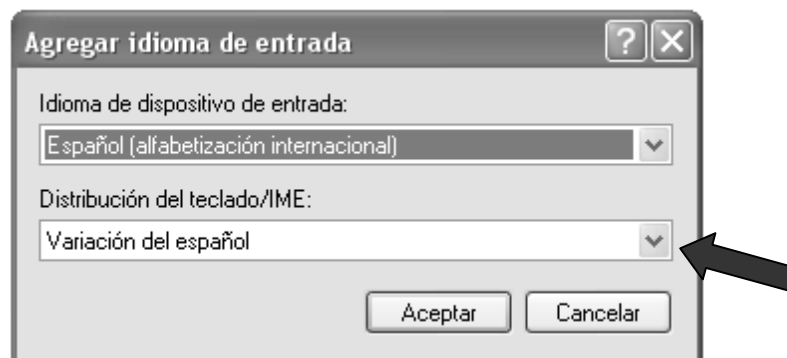 Agregar idioma de entrada
Idioma de dispositivo de entrada:
Español (alfabetización internacional)
Distribución del teclado/IME:
Variación del español
Aceptar Cancelar